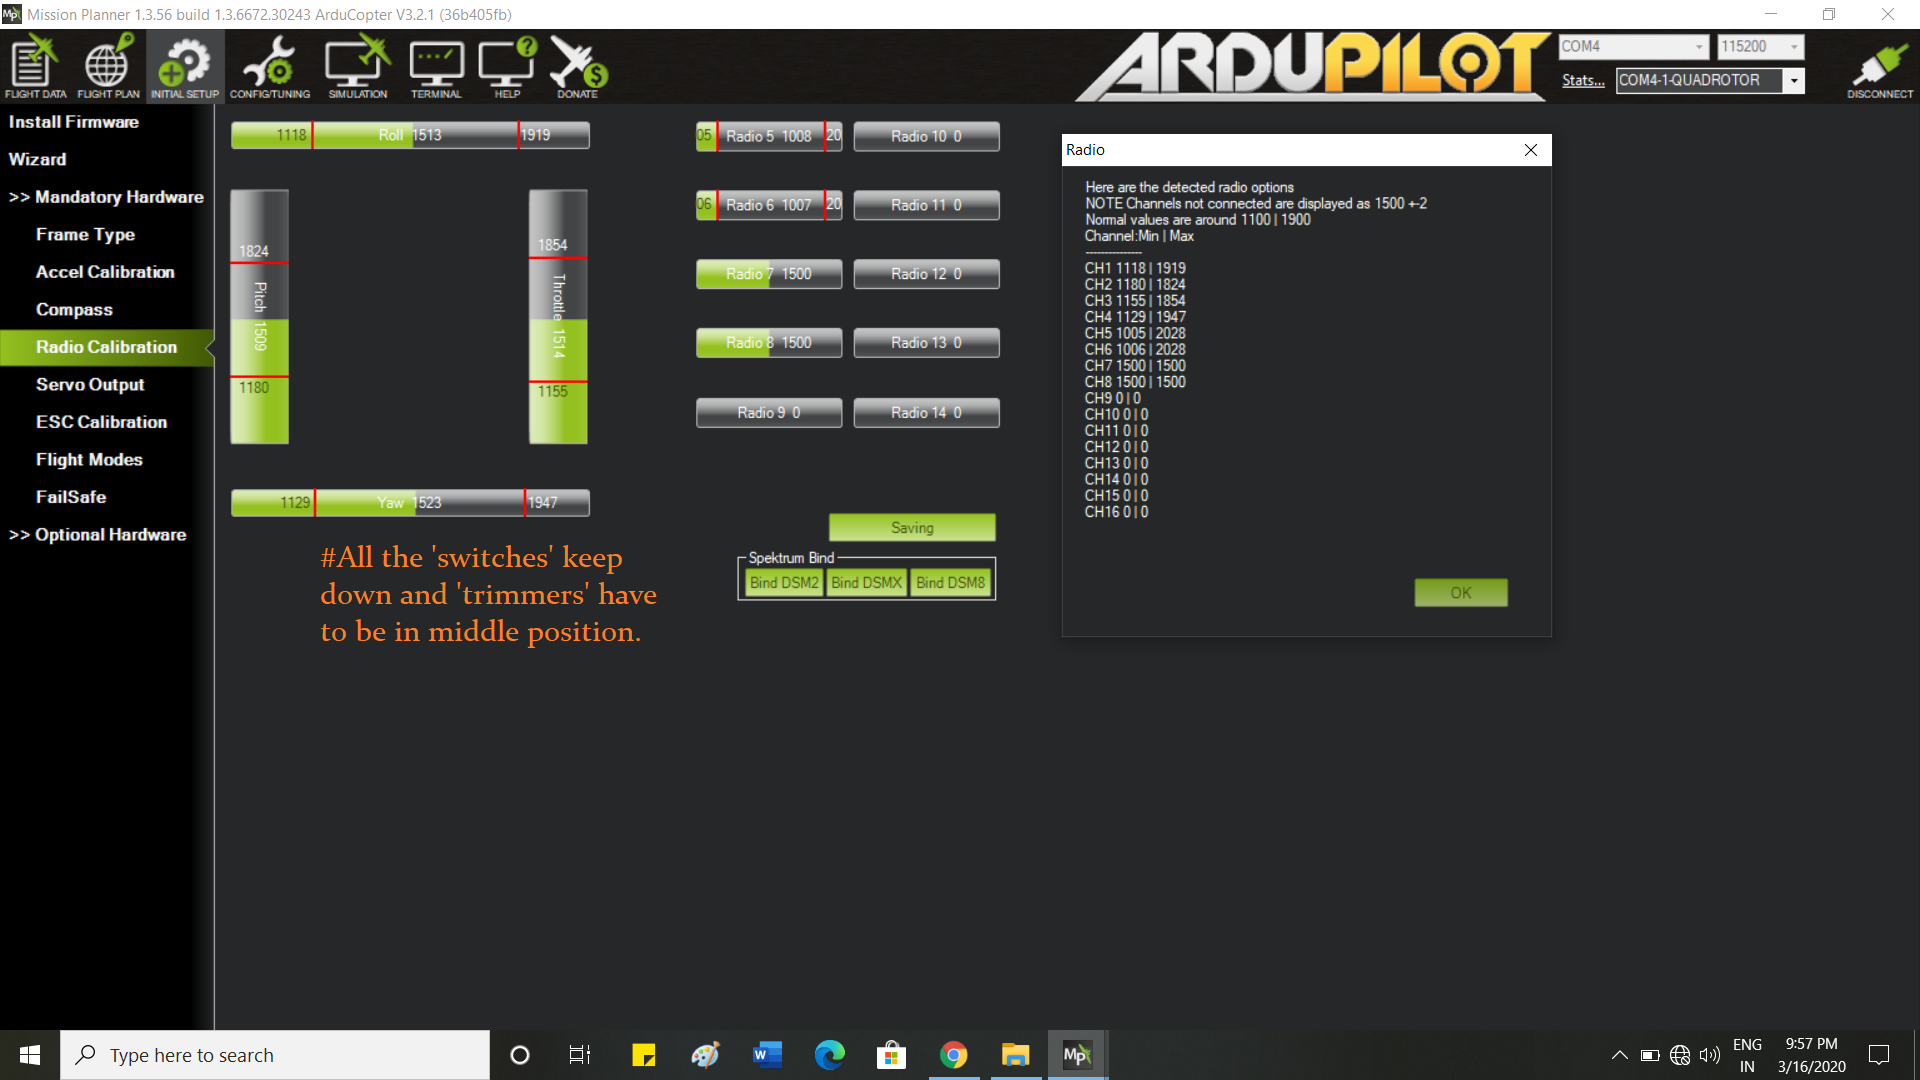 Mission Planner 1.3.56 build 1.3.6672.30243 ArduCopter V3.2.1 (36b405fb)
FLIGHT DATA
FLIGHT PLAN
INITIAL SETUP
CONFIG/TUNING
SIMULATION
TERMINAL
HELP
DONATE
ARDUPILOT
COM4
115200
Stats...
COM4-1-QUADROTOR
DISCONNECT
Install Firmware
Wizard
>> Mandatory Hardware
Frame Type
Accel Calibration
Compass
Radio Calibration
Servo Output
ESC Calibration
Flight Modes
FailSafe
>> Optional Hardware
1118 Roll 1513 1919
1824
Pitch 1509
1180
1854
Throttle 1514
1155
1129 Yaw 1523 1947
#All the 'switches' keep
down and 'trimmers' have
to be in middle position.
05 Radio 5 1008 20
Radio 10 0
06 Radio 6 1007 20
Radio 11 0
Radio 7 1500
Radio 12 0
Radio 8 1500
Radio 13 0
Radio 9 0
Radio 14 0
Saving
Spektrum Bind
Bind DSM2 Bind DSMX Bind DSM8
Radio
Here are the detected radio options
NOTE Channels not connected are displayed as 1500 +-2
Normal values are around 1100 | 1900
Channel:Min | Max
---------------
CH1 1118 | 1919
CH2 1180 | 1824
CH3 1155 | 1854
CH4 1129 | 1947
CH5 1005 | 2028
CH6 1006 | 2028
CH7 1500 | 1500
CH8 1500 | 1500
CH9 0 | 0
CH10 0 | 0
CH11 0 | 0
CH12 0 | 0
CH13 0 | 0
CH14 0 | 0
CH15 0 | 0
CH16 0 | 0
OK
Type here to search
ENG
IN
9:57 PM
3/16/2020